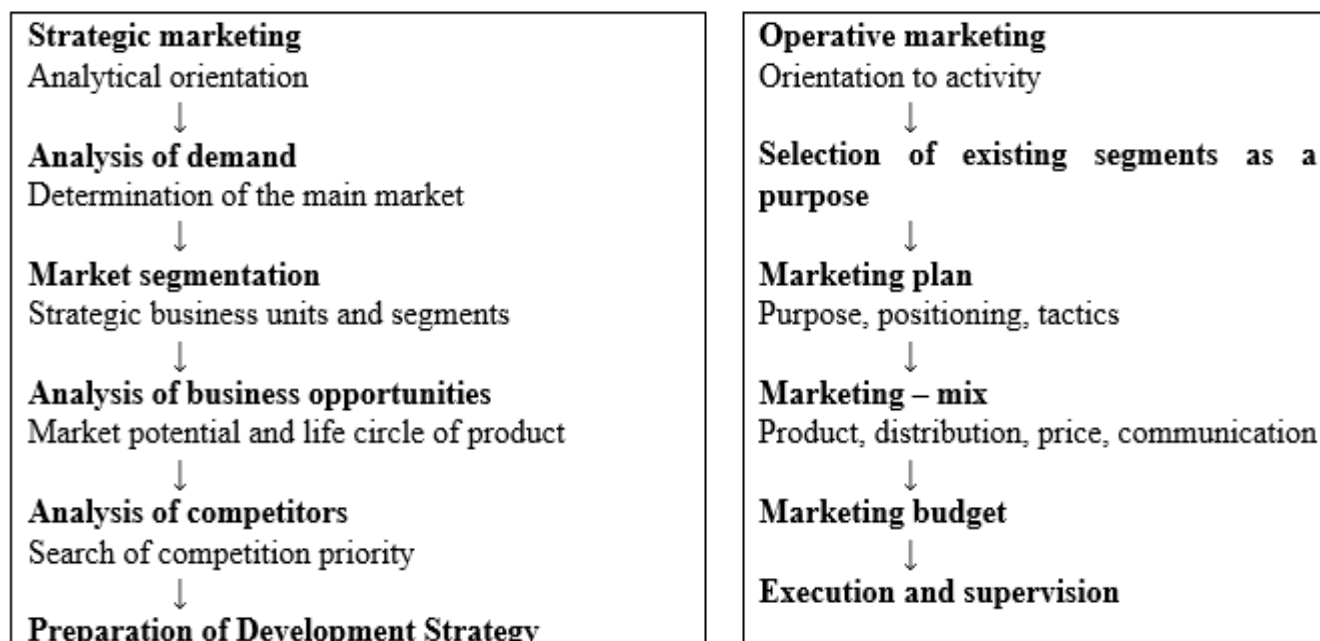 Strategic marketing
Analytical orientation
↓
Analysis of demand
Determination of the main market
↓
Market segmentation
Strategic business units and segments
↓
Analysis of business opportunities
Market potential and life circle of product
↓
Analysis of competitors
Search of competition priority
↓
Preparation of Development Strategy
Operative marketing
Orientation to activity
↓
Selection of existing segments as a
purpose
↓
Marketing plan
Purpose, positioning, tactics
↓
Marketing – mix
Product, distribution, price, communication
↓
Marketing budget
↓
Execution and supervision